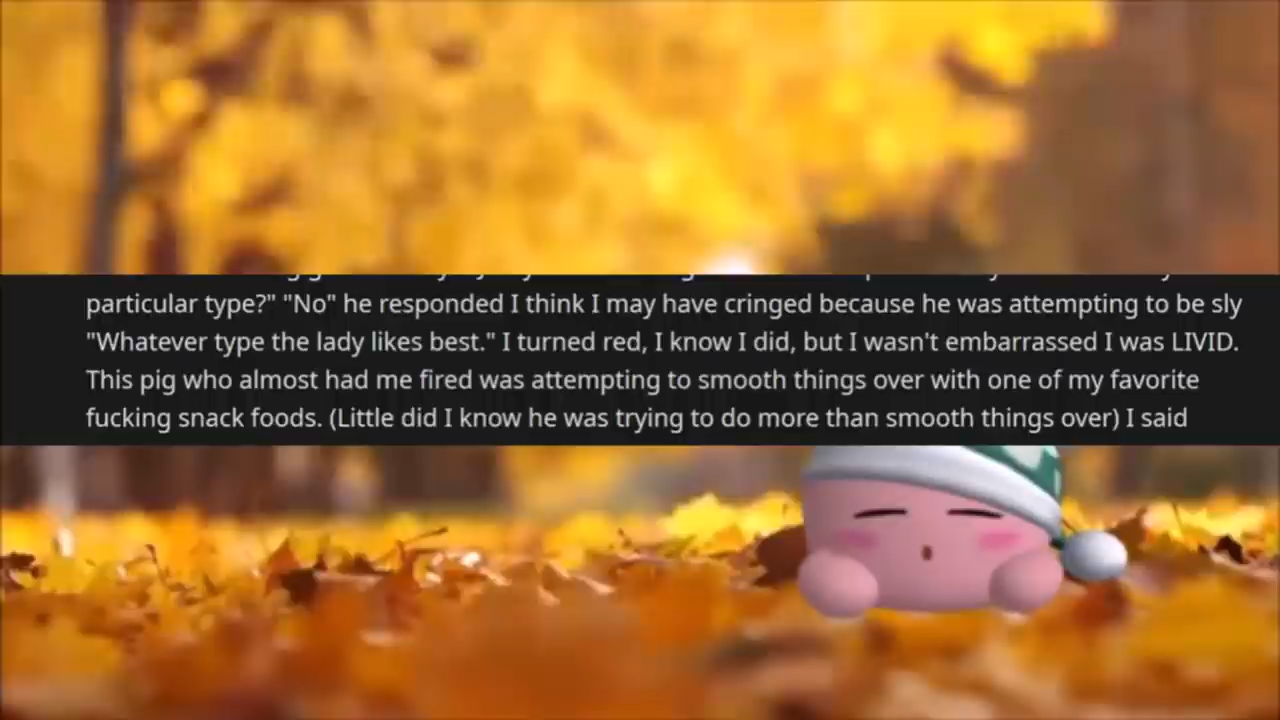 particular type?" "No" he responded I think I may have cringed because he was attempting to be sly
"Whatever type the lady likes best." I turned red, I know I did, but I wasn't embarrassed I was LIVID.
This pig who almost had me fired was attempting to smooth things over with one of my favorite
fucking snack foods. (Little did I know he was trying to do more than smooth things over) I said